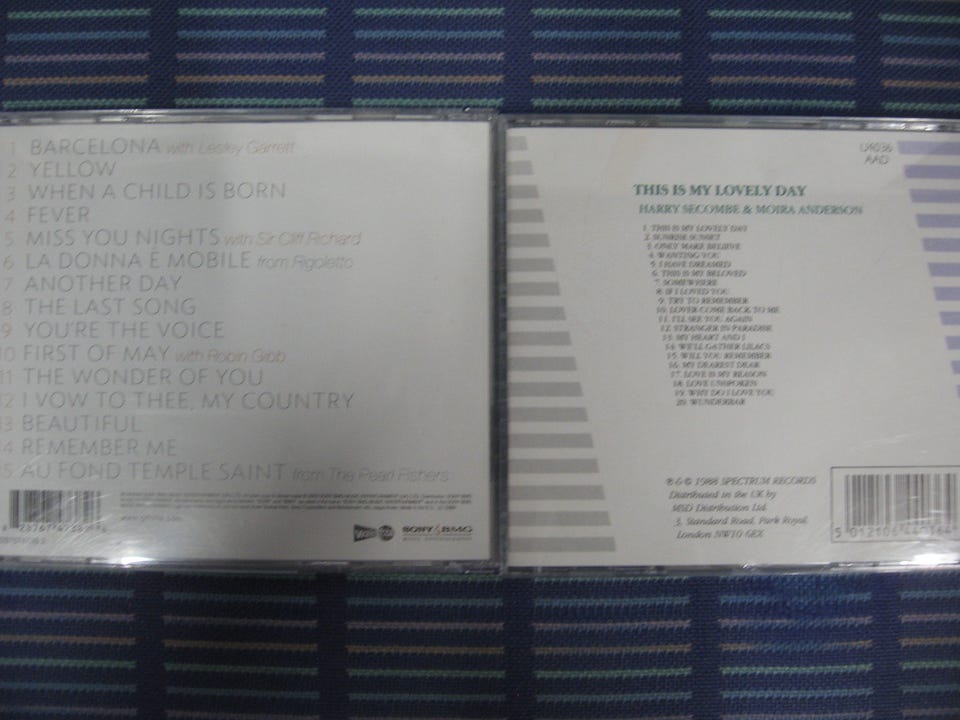 1 BARCELONA with Lesley Garrett
2 YELLOW
3 WHEN A CHILD IS BORN
4 FEVER
5 MISS YOU NIGHTS with Sir Cliff Richard
6 LA DONNA E MOBILE from Rigoletto
7 ANOTHER DAY
8 THE LAST SONG
9 YOU'RE THE VOICE
10 FIRST OF MAY with Robin Gibb
11 THE WONDER OF YOU
12 I VOW TO THEE, MY COUNTRY
13 BEAUTIFUL
14 REMEMBER ME
15 AU FOND TEMPLE SAINT from The Pearl Fishers
SONY BMG
MUSIC ENTERTAINMENT
U4036
AAD
THIS IS MY LOVELY DAY
HARRY SECOMBE & MOIRA ANDERSON
1. THIS IS MY LOVELY DAY
2. SUNRISE SUNSET
3. ONLY MAKE BELIEVE
4. WANTING YOU
5. I HAVE DREAMED
6. THIS IS MY BELOVED
7. SOMEWHERE
8. IF I LOVED YOU
9. TRY TO REMEMBER
10. LOVER COME BACK TO ME
11. I'LL SEE YOU AGAIN
12. STRANGER IN PARADISE
13. MY HEART AND I
14. WE'LL GATHER LILACS
15. WILL YOU REMEMBER
16. MY DEAREST DEAR
17. LOVE IS MY REASON
18. LOVE UNSPOKEN
19. WHY DO I LOVE YOU
20. WUNDERBAR
℗ & © 1988 SPECTRUM RECORDS
Distributed in the UK by
MSD Distribution Ltd.
3, Standard Road, Park Royal,
London NW10 6EX